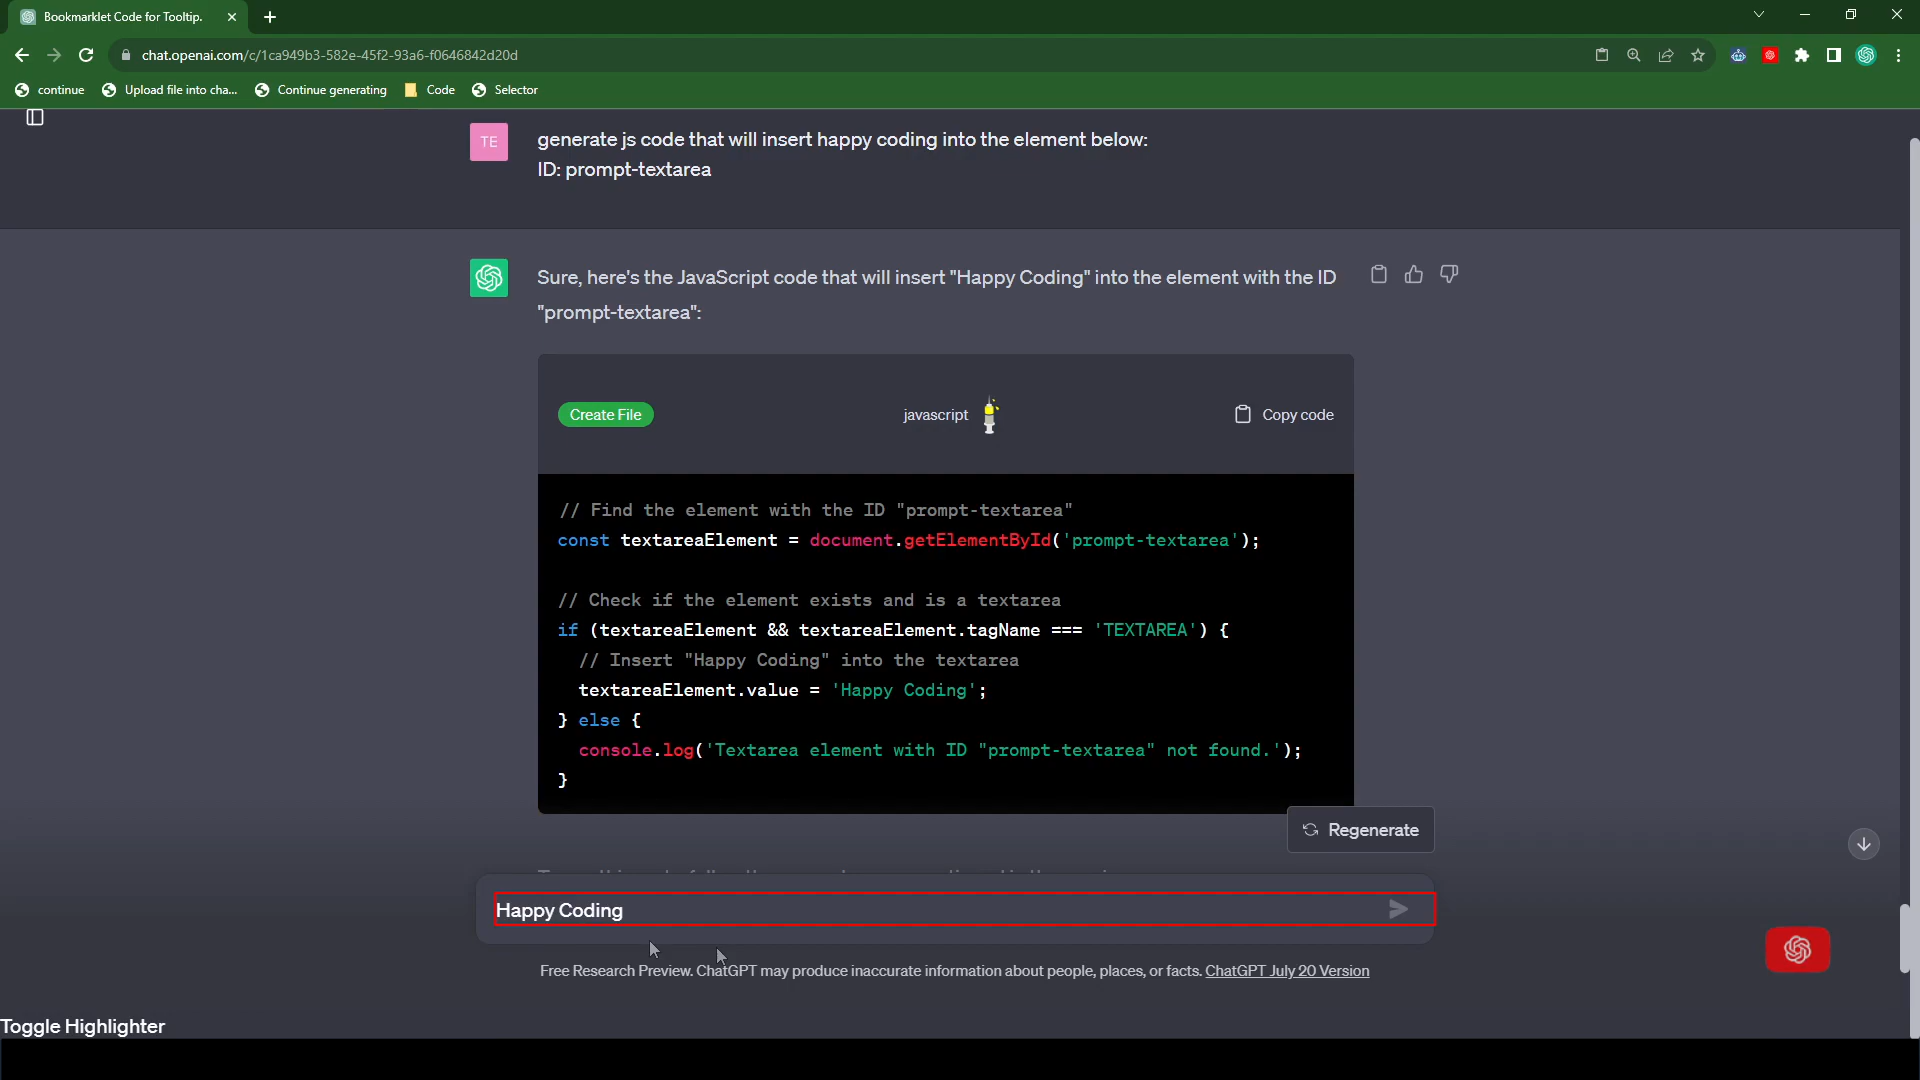 Bookmarklet Code for Tooltip.
chat.openai.com/c/1ca949b3-582e-45f2-93a6-f0646842d20d
continue
Upload file into cha...
Continue generating
Code
Selector
TE
generate js code that will insert happy coding into the element below:
ID: prompt-textarea
Sure, here's the JavaScript code that will insert "Happy Coding" into the element with the ID
"prompt-textarea":
Create File
javascript
Copy code
// Find the element with the ID "prompt-textarea"
const textareaElement = document.getElementById('prompt-textarea');
// Check if the element exists and is a textarea
if (textareaElement && textareaElement.tagName === 'TEXTAREA') {
// Insert "Happy Coding" into the textarea
textareaElement.value = 'Happy Coding';
} else {
console.log('Textarea element with ID "prompt-textarea" not found.');
}
Regenerate
Happy Coding
Free Research Preview. ChatGPT may produce inaccurate information about people, places, or facts. ChatGPT July 20 Version
Toggle Highlighter